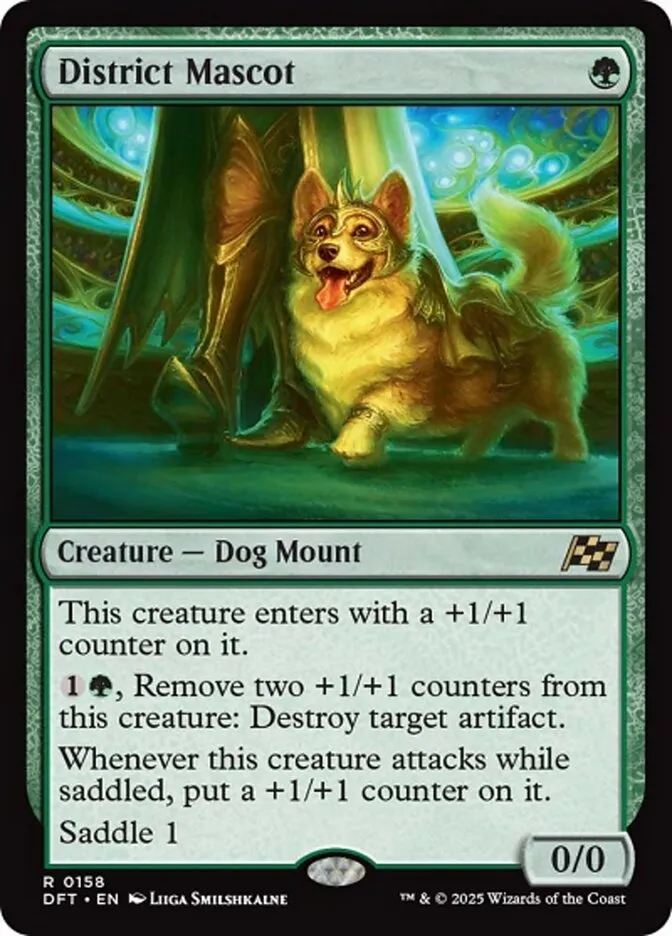 District Mascot
Creature — Dog Mount
This creature enters with a +1/+1
counter on it.
1, Remove two +1/+1 counters from
this creature: Destroy target artifact.
Whenever this creature attacks while
saddled, put a +1/+1 counter on it.
Saddle 1
0/0
R 0158
DFT • EN LIIGA SMILSHKALNE
™ & © 2025 Wizards of the Coast